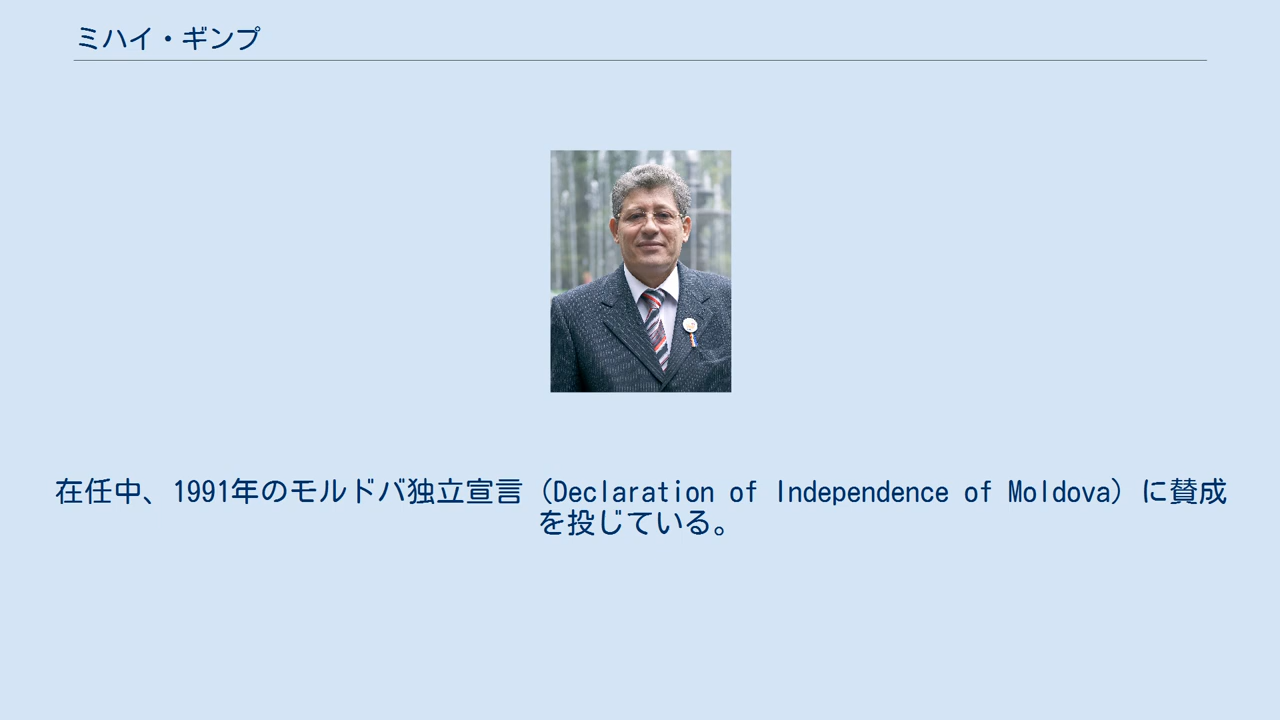 ミハイ・ギンプ
在任中、1991年のモルドバ独立宣言（Declaration of Independence of Moldova）に賛成
を投じている。